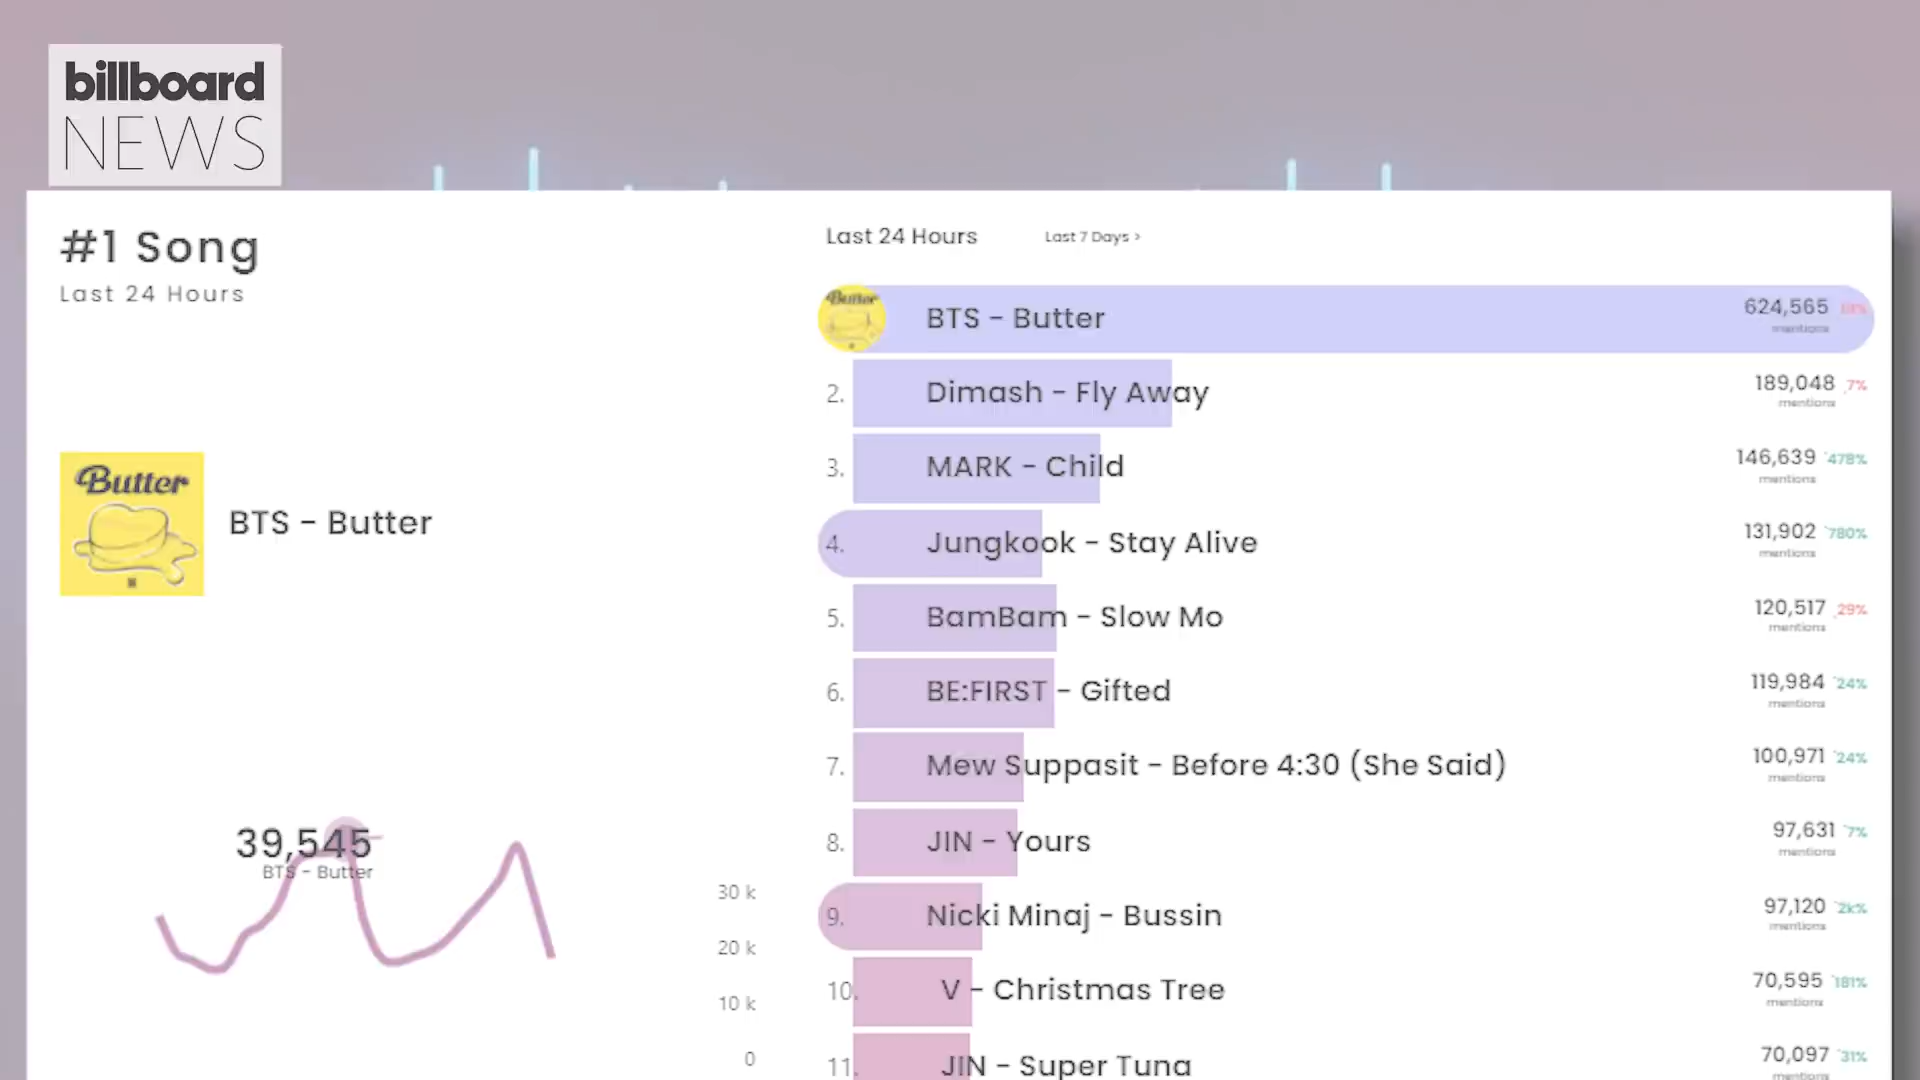 billboard
NEWS
#1 Song
Last 24 Hours
Butter
BTS - Butter
39,545
BTS - Butter
30 k
20 k
10 k
0
Last 24 Hours
Last 7 Days >
Butter
BTS - Butter
624,565
mentions
2.
Dimash - Fly Away
189,048 7%
mentions
3.
MARK - Child
146,639 478%
mentions
4.
Jungkook - Stay Alive
131,902 780%
mentions
5.
BamBam - Slow Mo
120,517 29%
mentions
6.
BE:FIRST - Gifted
119,984 24%
mentions
7.
Mew Suppasit - Before 4:30 (She Said)
100,971 24%
mentions
8.
JIN - Yours
97,631 7%
mentions
9.
Nicki Minaj - Bussin
97,120 2k%
mentions
10.
V - Christmas Tree
70,595 181%
mentions
11.
JIN - Super Tuna
70,097 31%
mentions